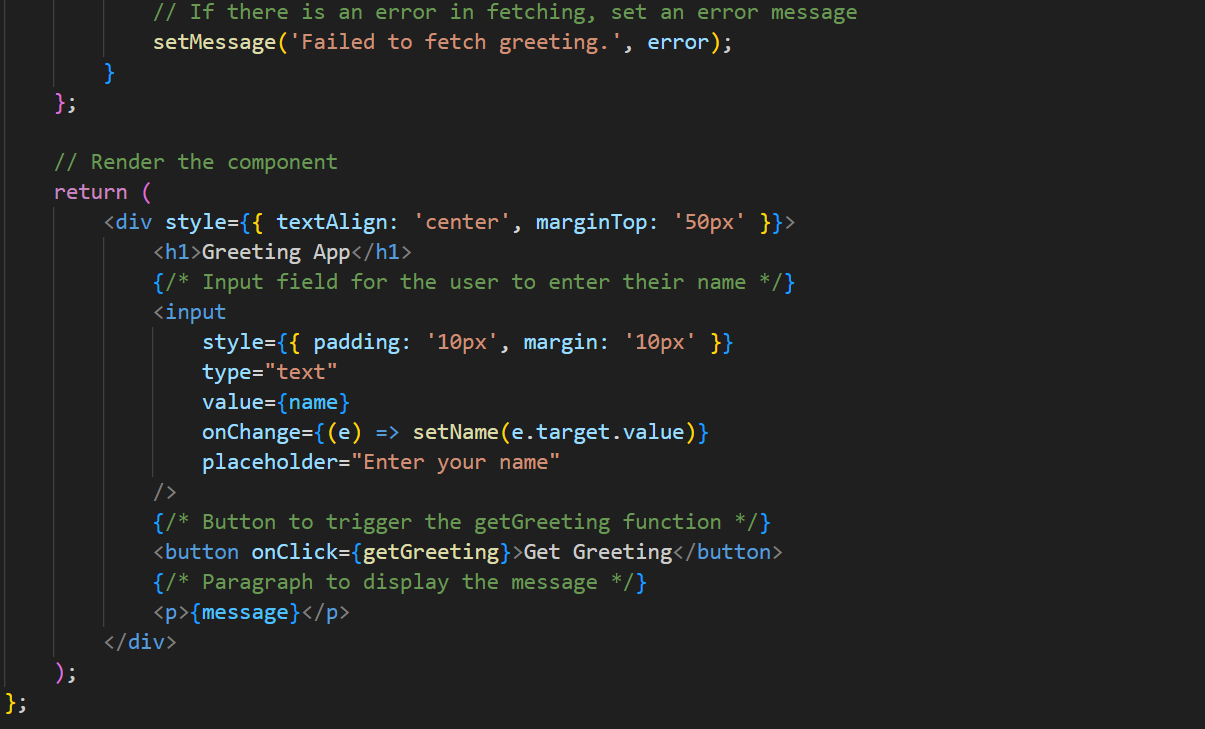 // If there is an error in fetching, set an error message
setMessage('Failed to fetch greeting.', error);
}
};
// Render the component
return (
<div style={{ textAlign: 'center', marginTop: '50px' }}>
<h1>Greeting App</h1>
{/* Input field for the user to enter their name */}
<input
style={{ padding: '10px', margin: '10px' }}
type="text"
value={name}
onChange={(e) => setName(e.target.value)}
placeholder="Enter your name"
/>
{/* Button to trigger the getGreeting function */}
<button onClick={getGreeting}>Get Greeting</button>
{/* Paragraph to display the message */}
<p>{message}</p>
</div>
);
};